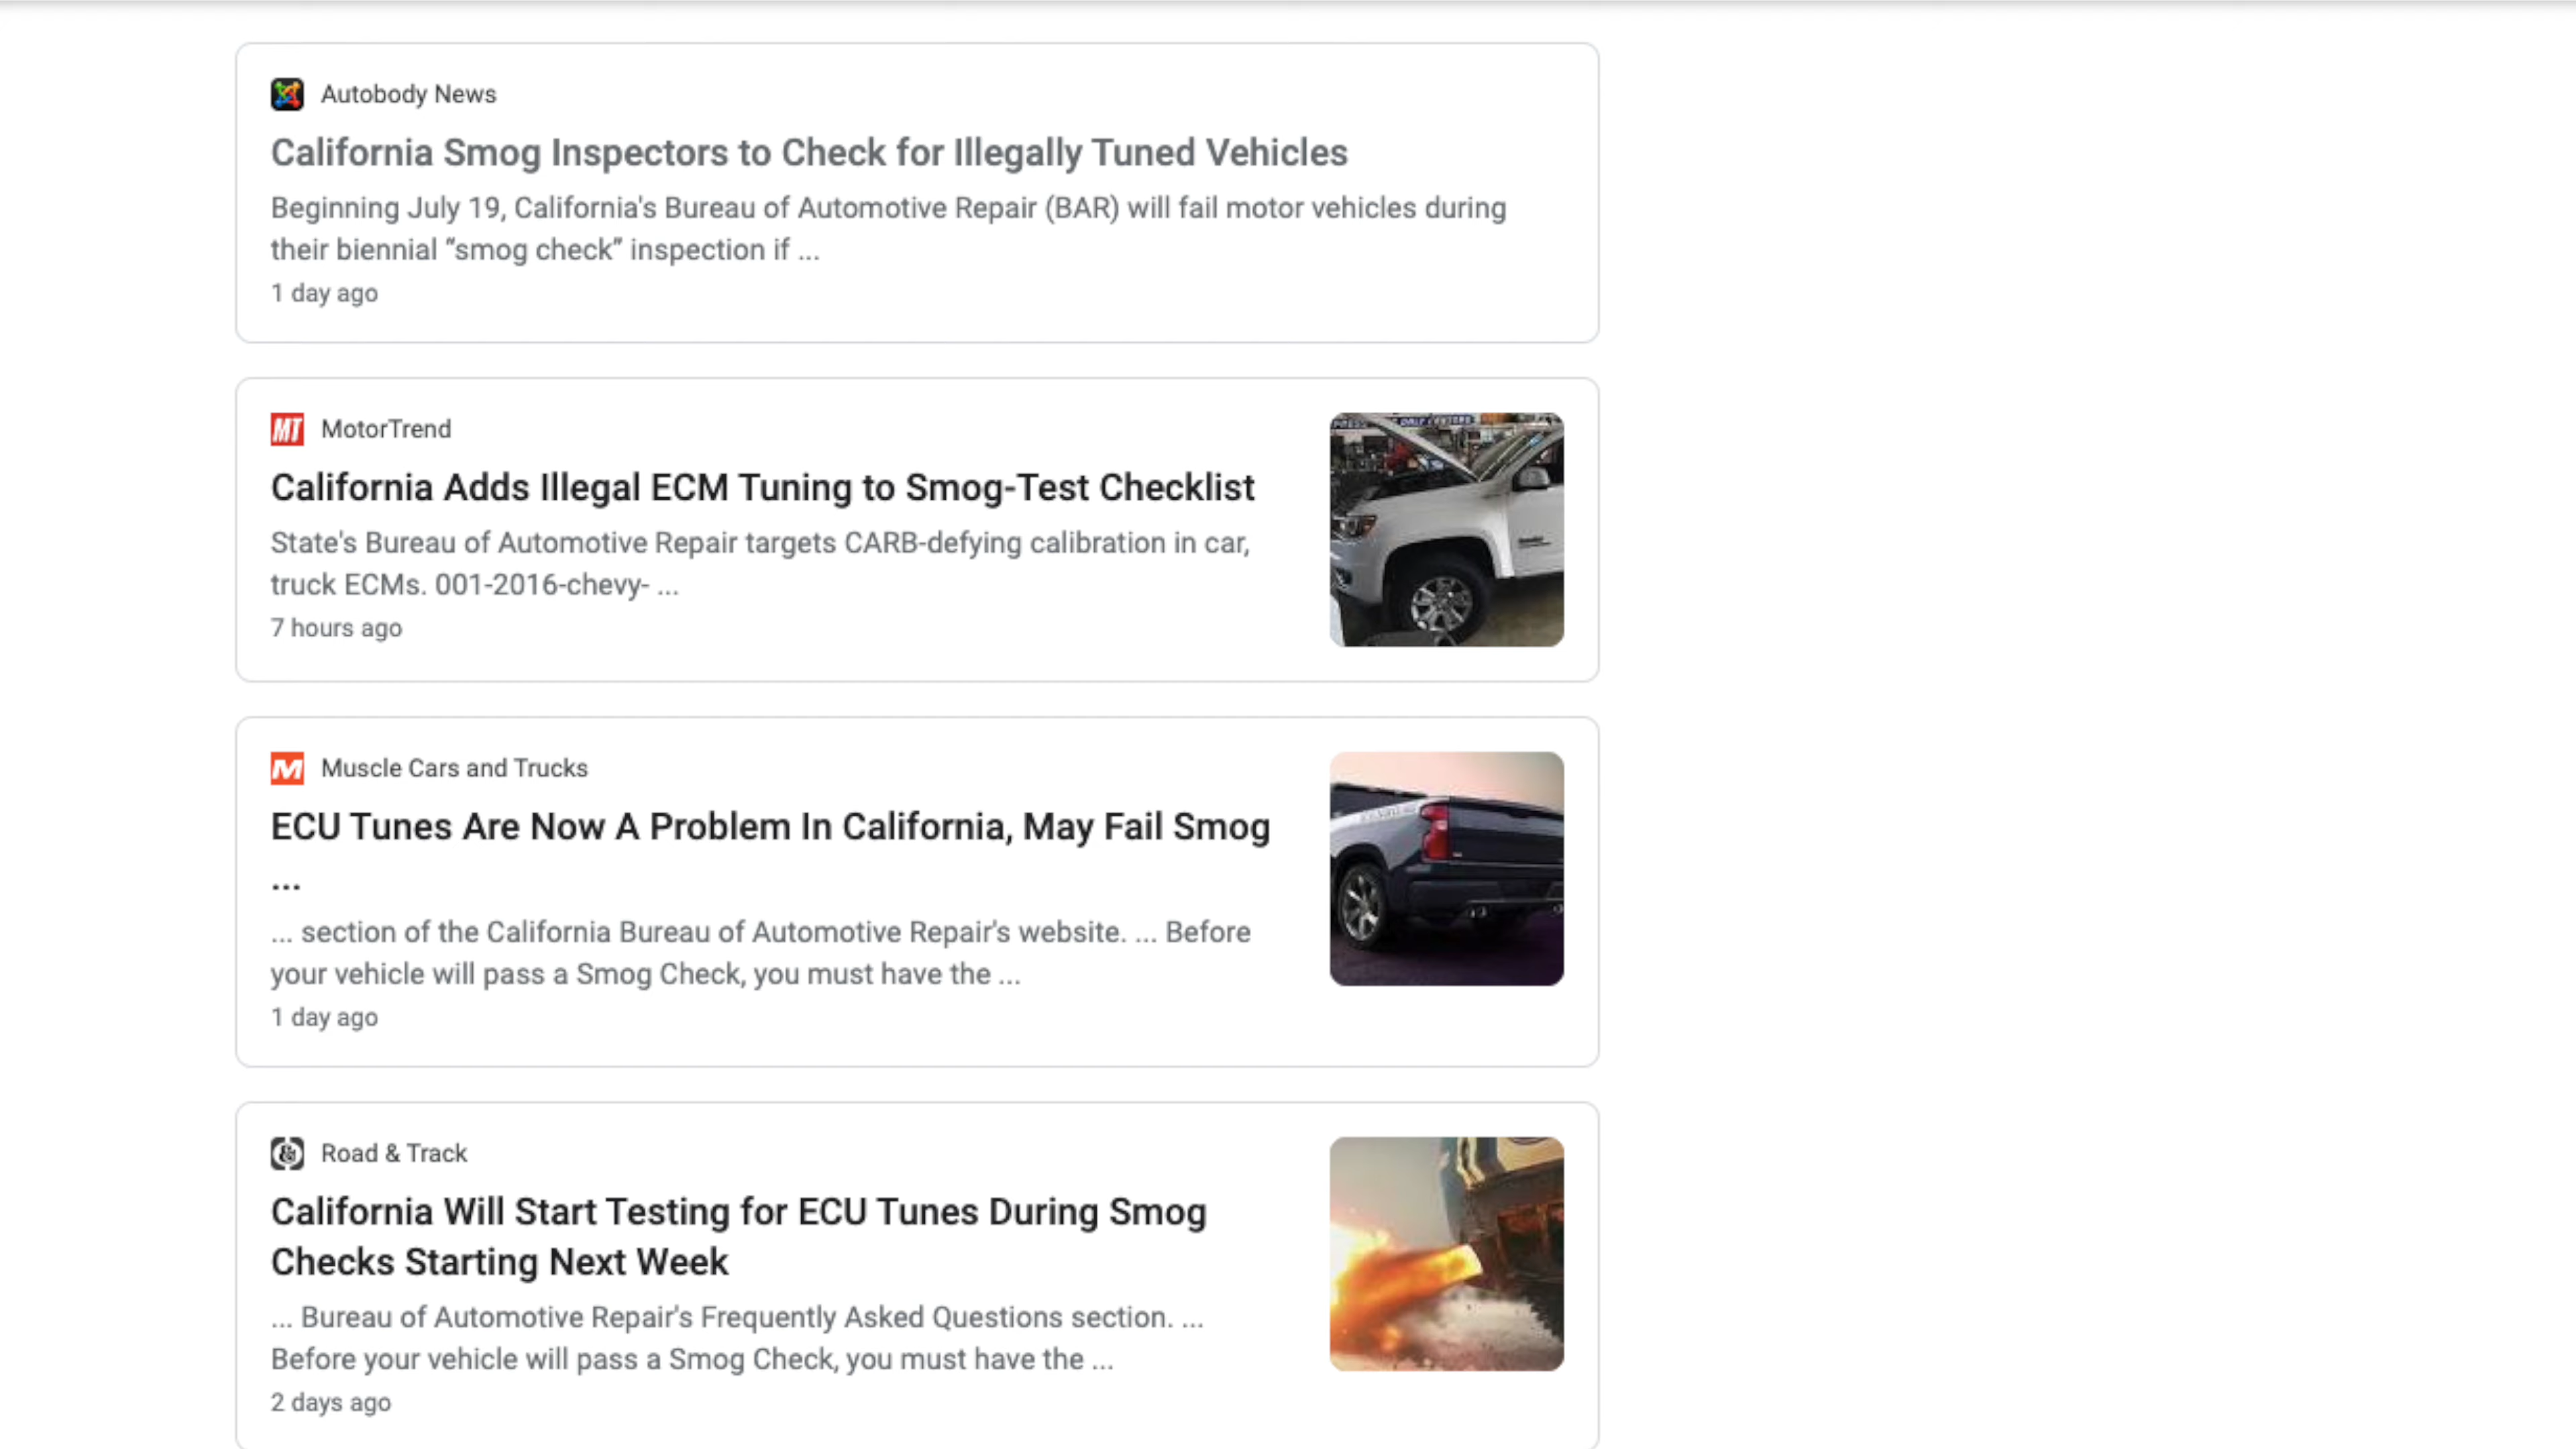 Autobody News
California Smog Inspectors to Check for Illegally Tuned Vehicles
Beginning July 19, California's Bureau of Automotive Repair (BAR) will fail motor vehicles during
their biennial “smog check” inspection if ...
1 day ago
MT MotorTrend
California Adds Illegal ECM Tuning to Smog-Test Checklist
State's Bureau of Automotive Repair targets CARB-defying calibration in car,
truck ECMs. 001-2016-chevy- ...
7 hours ago
M Muscle Cars and Trucks
ECU Tunes Are Now A Problem In California, May Fail Smog
...
... section of the California Bureau of Automotive Repair's website. ... Before
your vehicle will pass a Smog Check, you must have the ...
1 day ago
& Road & Track
California Will Start Testing for ECU Tunes During Smog
Checks Starting Next Week
... Bureau of Automotive Repair's Frequently Asked Questions section. ...
Before your vehicle will pass a Smog Check, you must have the ...
2 days ago